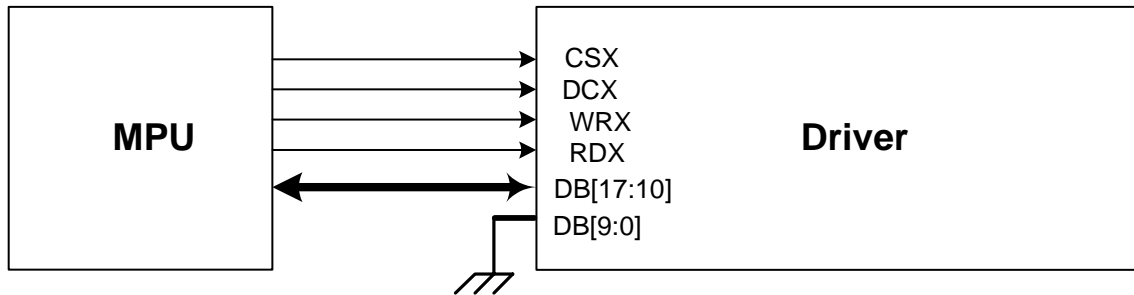 MPU
CSX
DCX
WRX
RDX
DB[17:10]
DB[9:0]
Driver